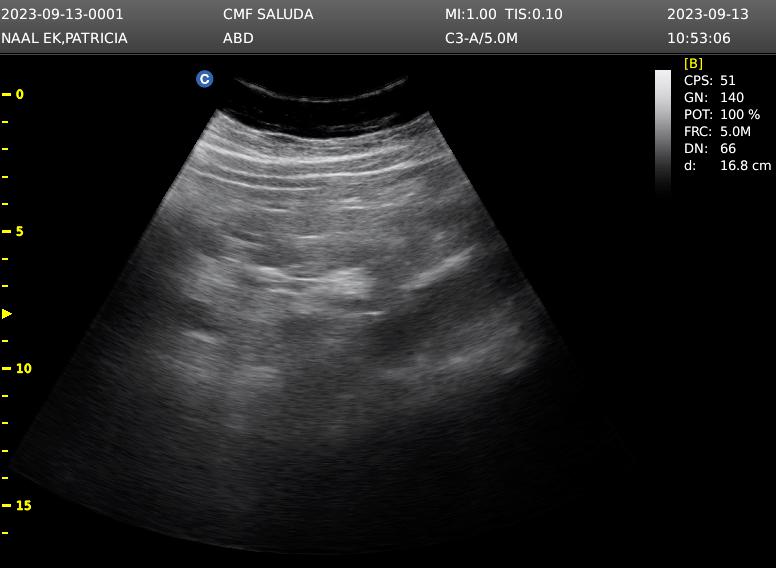 2023-09-13-0001 CMF SALUDA MI:1.00 TIS:0.10 2023-09-13
NAAL EK,PATRICIA ABD C3-A/5.0M 10:53:06
C
[B]
CPS: 51
GN: 140
POT: 100 %
FRC: 5.0M
DN: 66
d: 16.8 cm
0
5
10
15